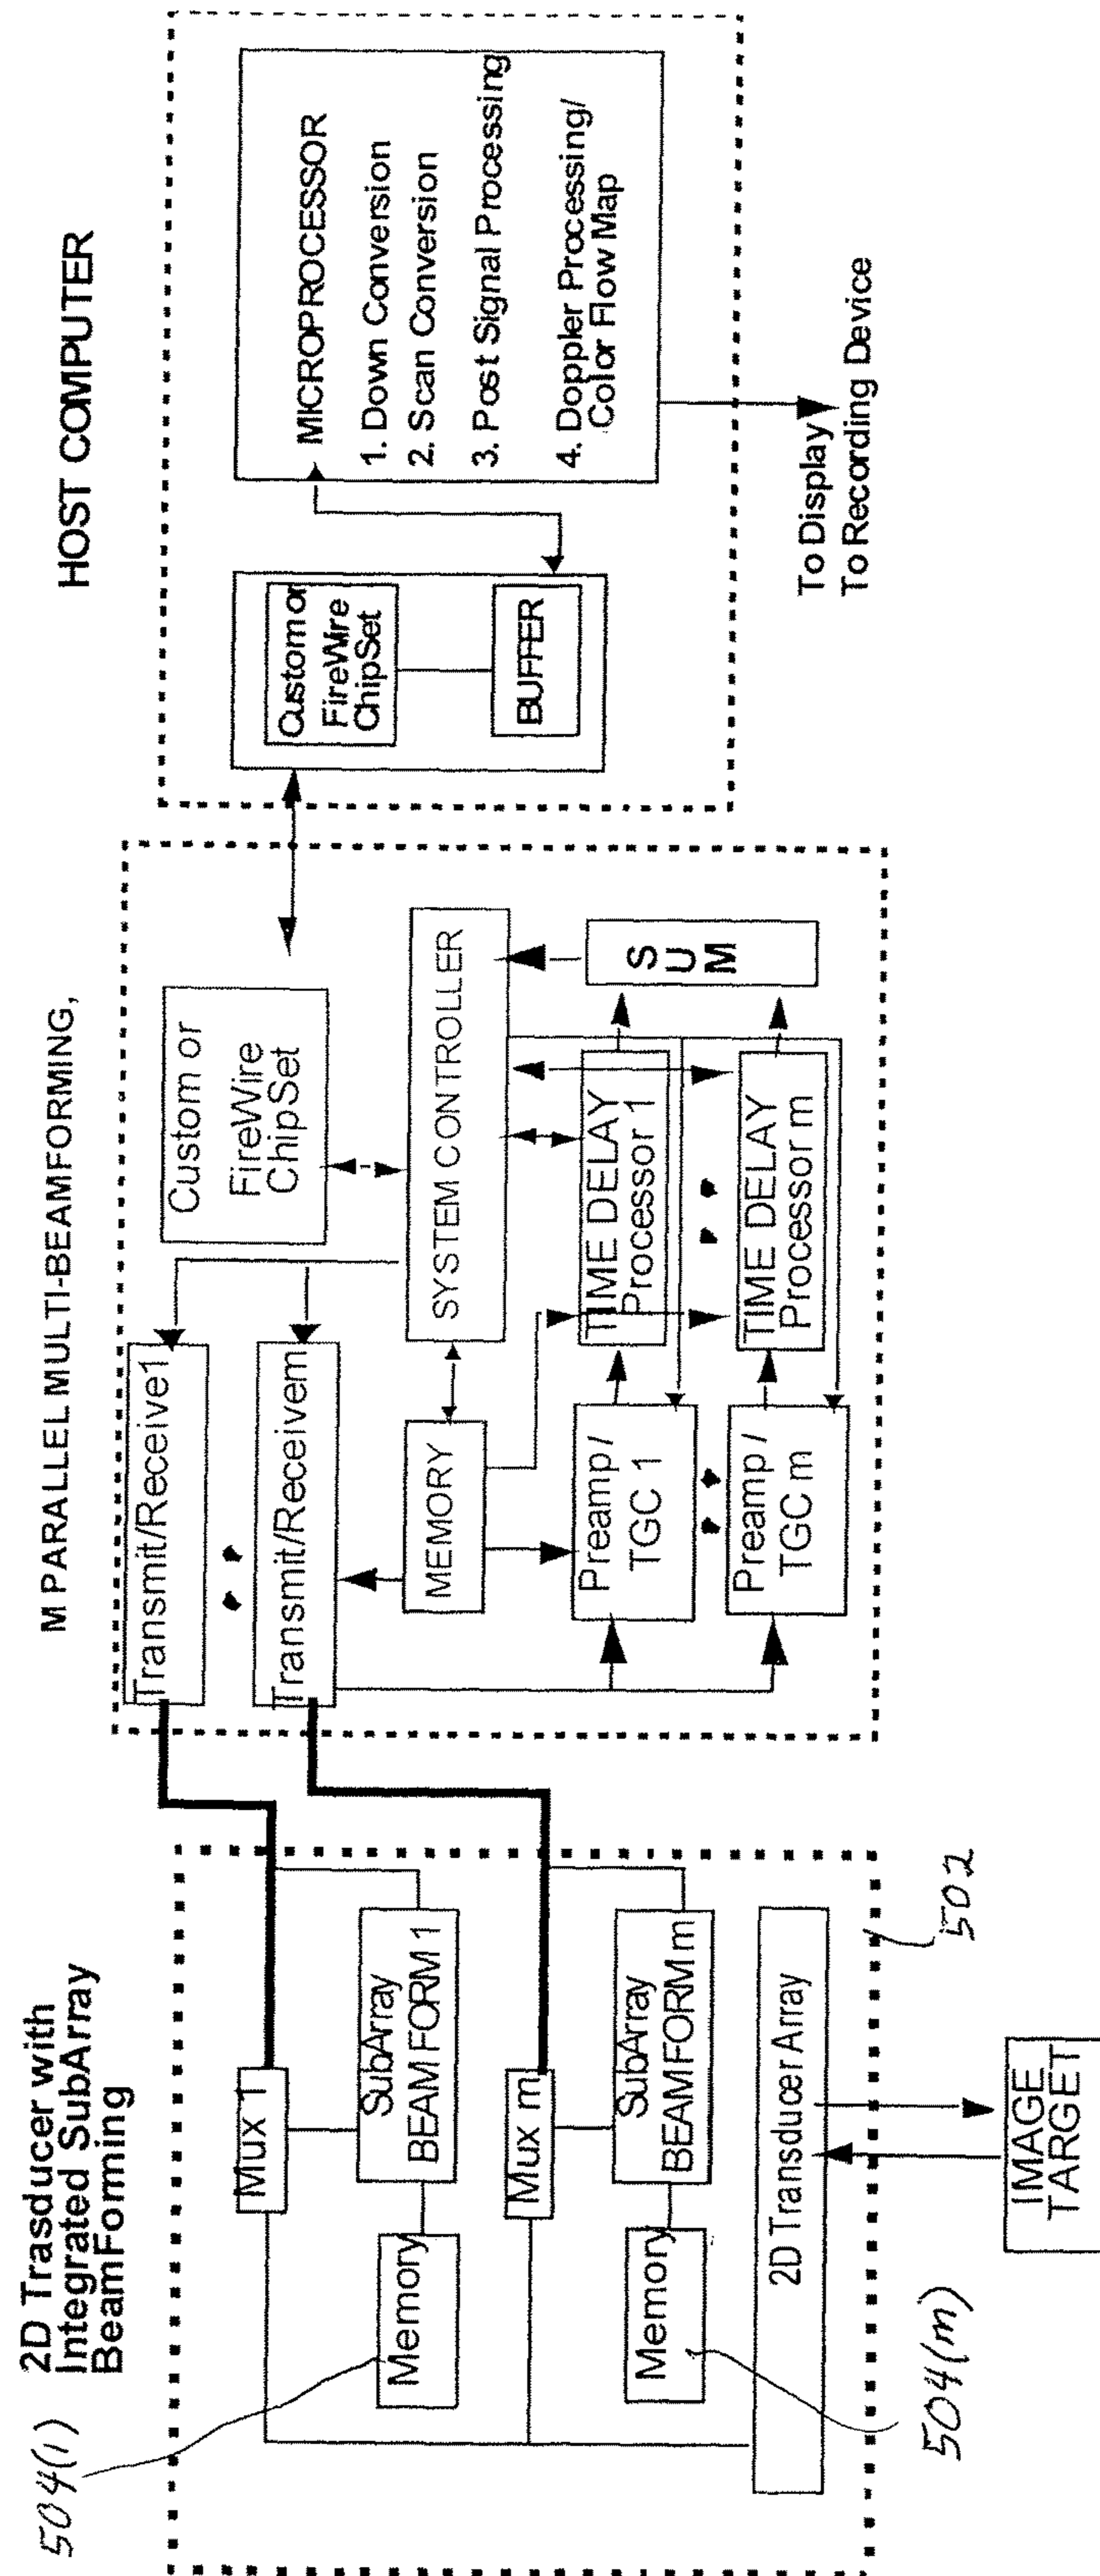 504(1)
2D Trasducer with
Integrated SubArray
BeamForming
Mux 1
SubArray
BEAMFORM 1
Memory
Mux m
SubArray
BEAMFORM m
Memory
2D Transducer Array
504(m)
502
IMAGE
TARGET
M PARALLEL MULTI-BEAMFORMING,
Transmit/Receive1
Transmit/Receivem
Custom or
FireWire
ChipSet
MEMORY
SYSTEM CONTROLLER
Preamp /
TGC 1
TIME DELAY
Processor 1
Preamp /
TGC m
TIME DELAY
Processor m
S
U
M
HOST COMPUTER
Custom or
FireWire
ChipSet
BUFFER
MICROPROCESSOR
1. Down Conversion
2. Scan Conversion
3. Post Signal Processing
4. Doppler Processing/
Color Flow Map
To Display
To Recording Device